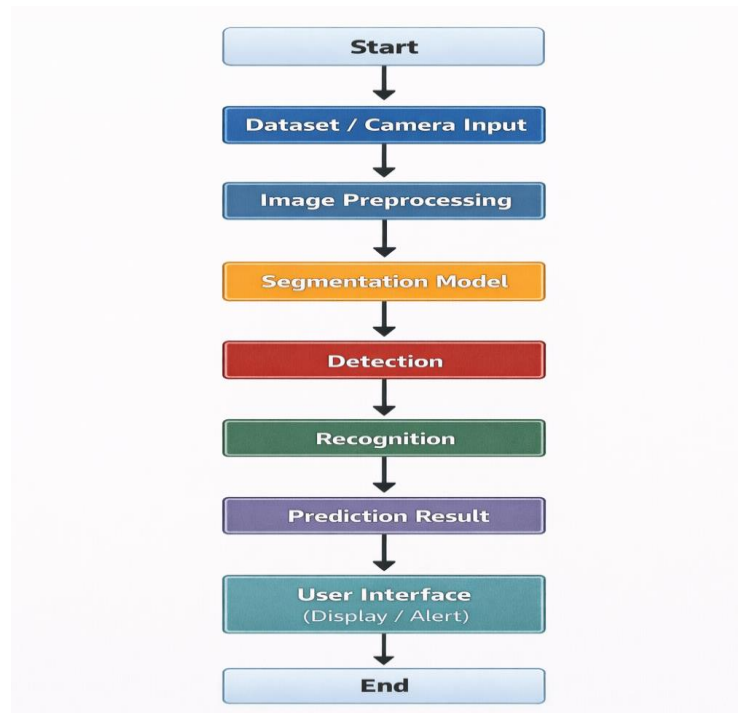 Start
Dataset / Camera Input
Image Preprocessing
Segmentation Model
Detection
Recognition
Prediction Result
User Interface
(Display / Alert)
End